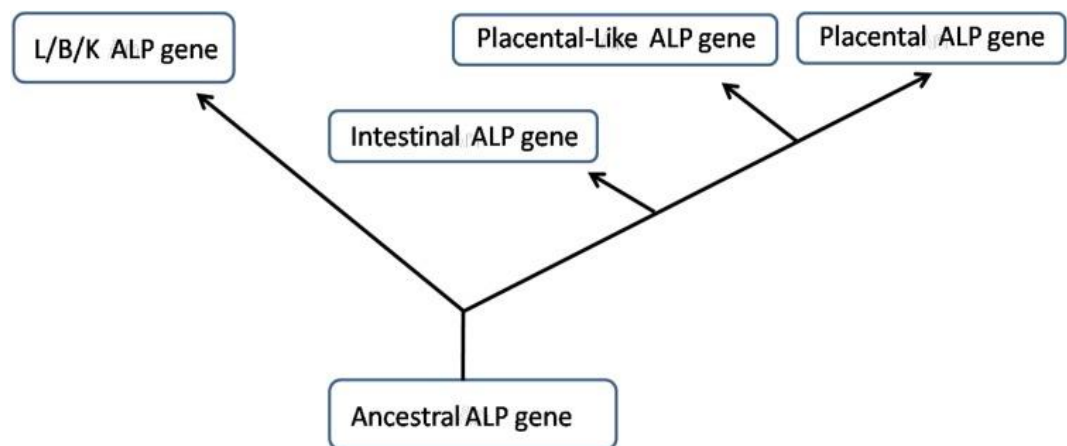 L/B/K ALP gene
Placental-Like ALP gene
Placental ALP gene
Intestinal ALP gene
Ancestral ALP gene